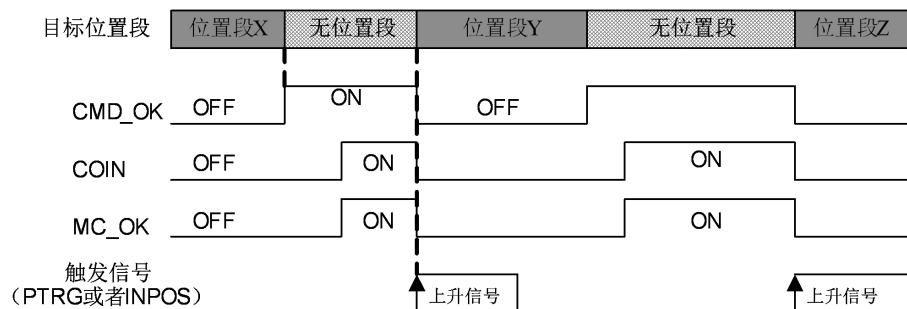 目标位置段 位置段X 无位置段 位置段Y 无位置段 位置段Z
CMD_OK OFF ON OFF
COIN OFF ON ON
MC_OK OFF ON ON
触发信号
（PTRG或者INPOS） 上升信号 上升信号